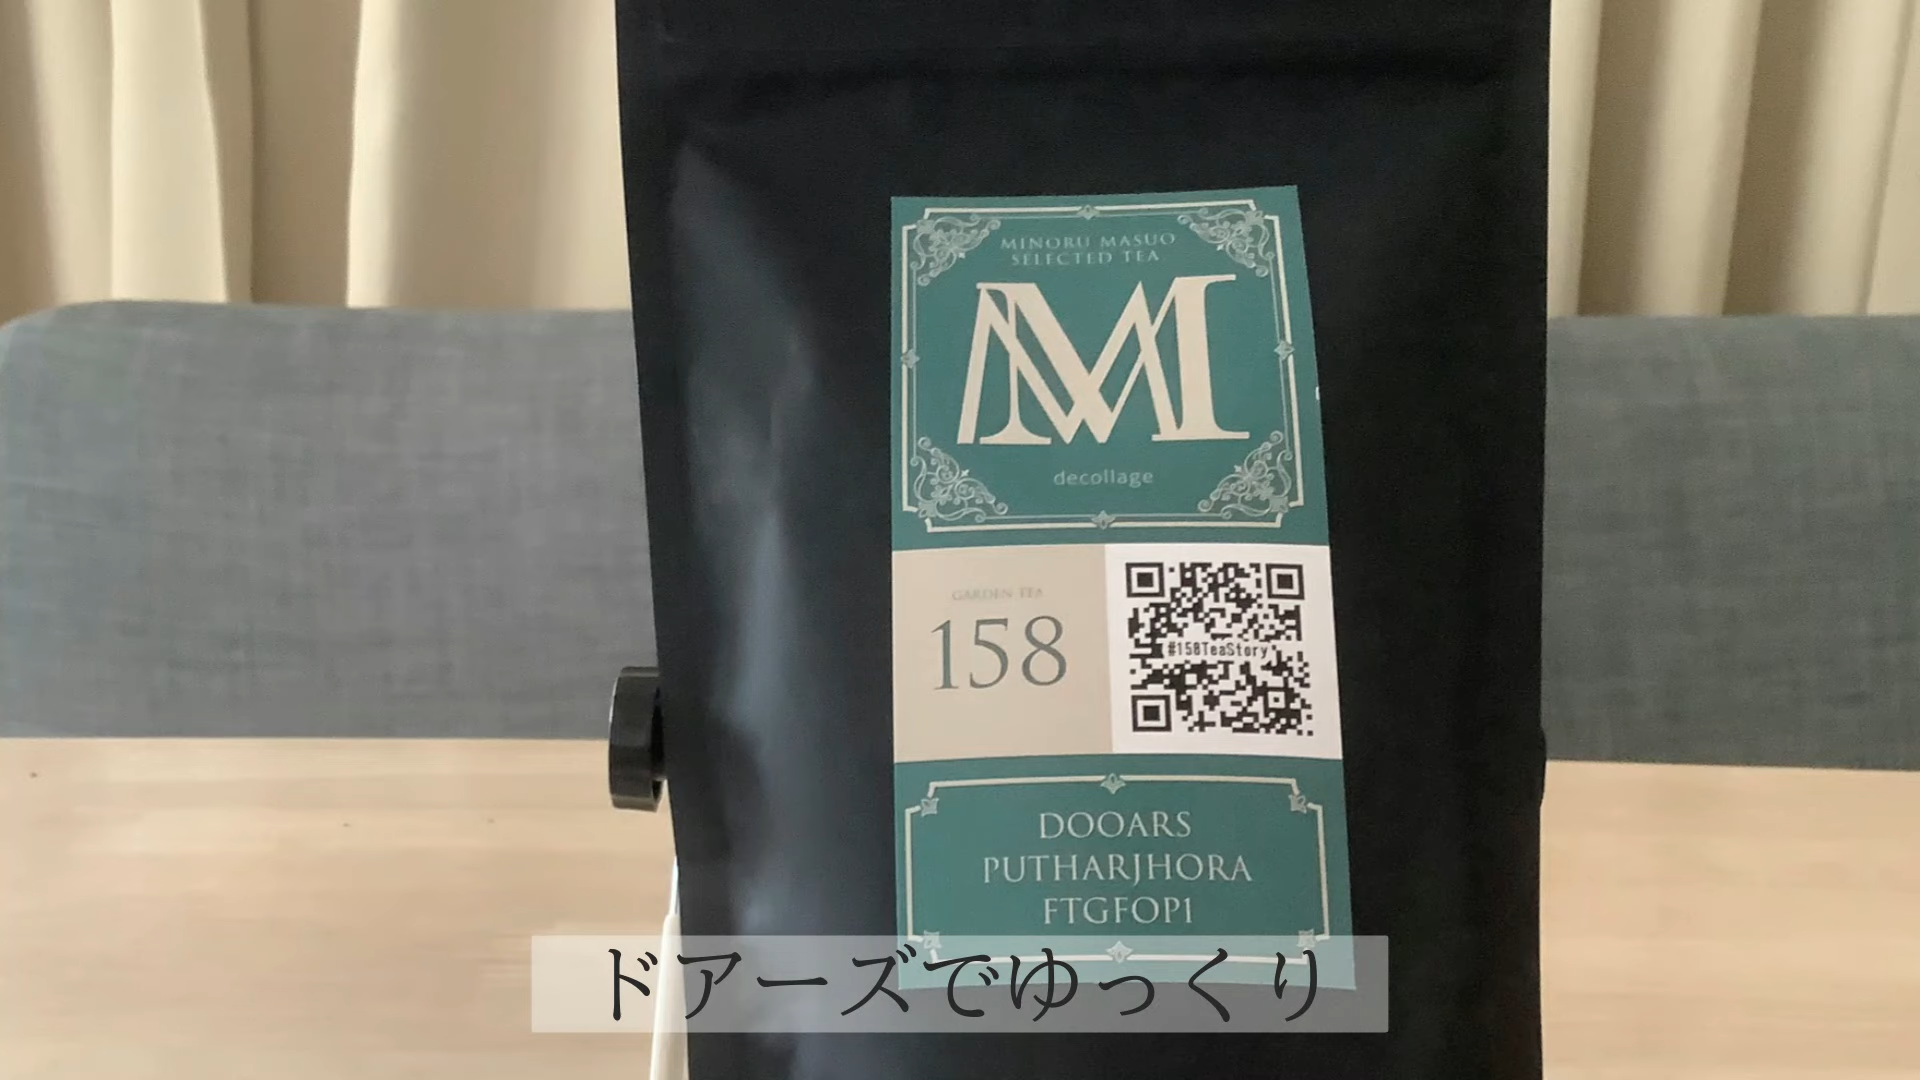 MINORU MASUO
SELECTED TEA
M
decollage
GARDEN TEA
158
#158TeaStory
DOOARS
PUTHARJHORA
FTGFOP1
ドアーズでゆっくり